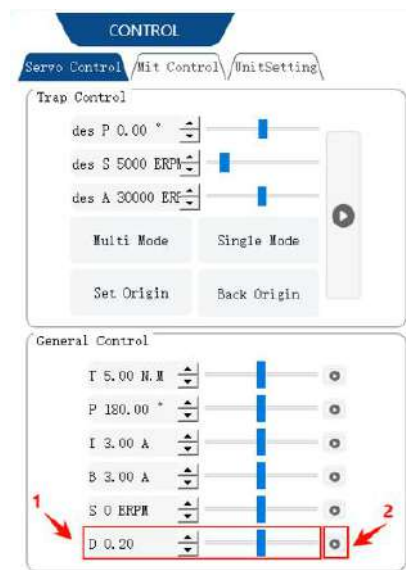 CONTROL
Servo Control Mit Control UnitSetting
Trap Control
des P 0.00 °
des S 5000 ERPM
des A 30000 ERF
Multi Mode Single Mode
Set Origin Back Origin
General Control
T 5.00 N.M
P 180.00 °
I 3.00 A
B 3.00 A
S 0 ERPM
1 2
D 0.20